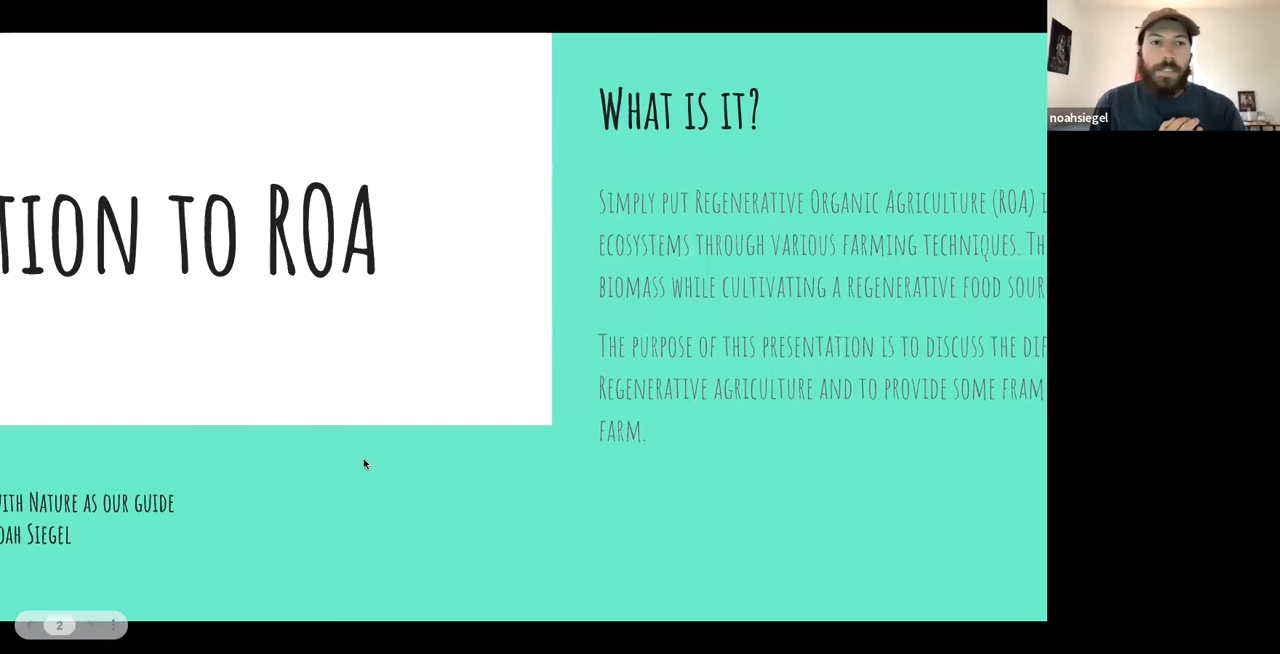 TION TO ROA
WITH NATURE AS OUR GUIDE
OAH SIEGEL
WHAT IS IT?
SIMPLY PUT REGENERATIVE ORGANIC AGRICULTURE (ROA) I
ECOSYSTEMS THROUGH VARIOUS FARMING TECHNIQUES. TH
BIOMASS WHILE CULTIVATING A REGENERATIVE FOOD SOUR
THE PURPOSE OF THIS PRESENTATION IS TO DISCUSS THE DIF
REGENERATIVE AGRICULTURE AND TO PROVIDE SOME FRAM
FARM.
noahsiegel
2